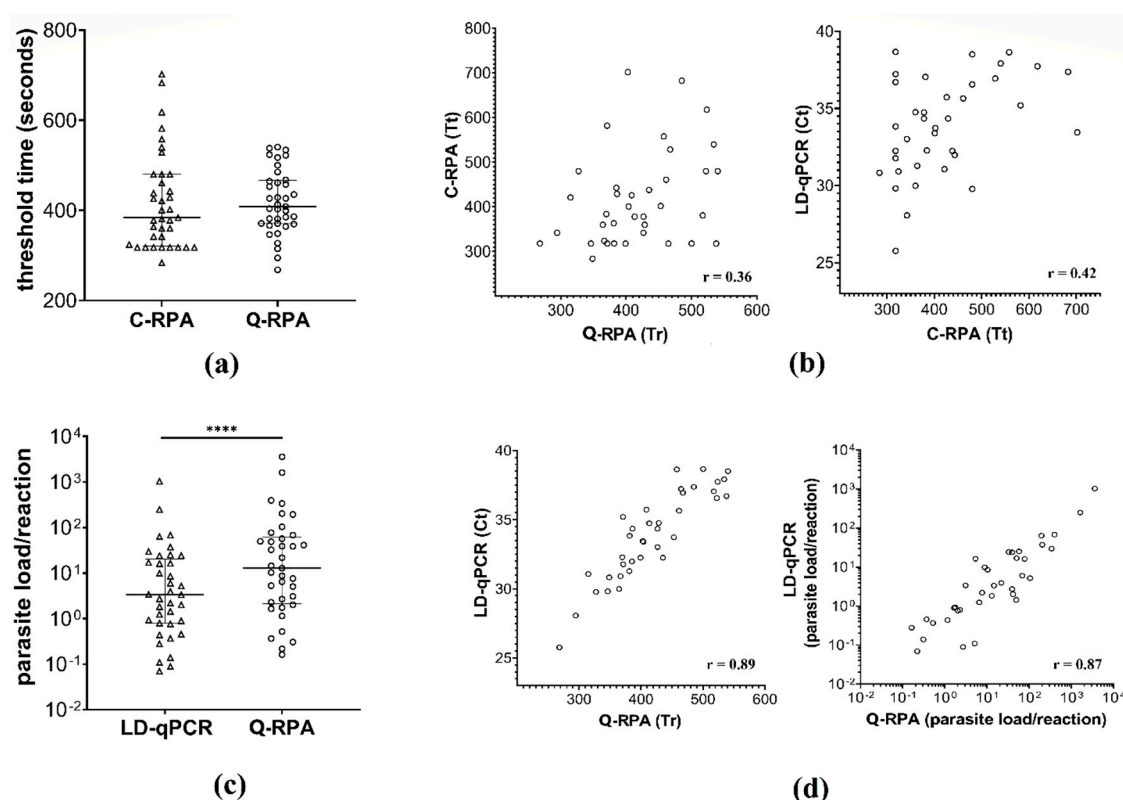 800
600
400
200
threshold time (seconds)
C-RPA
Q-RPA
(a)
800
700
600
500
400
300
C-RPA (Tt)
300
400
500
600
Q-RPA (Tr)
r = 0.36
40
35
30
25
LD-qPCR (Ct)
300
400
500
600
700
C-RPA (Tt)
r = 0.42
(b)
10⁴
10³
10²
10¹
10⁰
10⁻¹
10⁻²
parasite load/reaction
****
LD-qPCR
Q-RPA
(c)
40
35
30
25
LD-qPCR (Ct)
300
400
500
600
Q-RPA (Tr)
r = 0.89
10⁴
10³
10²
10¹
10⁰
10⁻¹
10⁻²
LD-qPCR
(parasite load/reaction)
10⁻²
10⁻¹
10⁰
10¹
10²
10³
10⁴
Q-RPA (parasite load/reaction)
r = 0.87
(d)